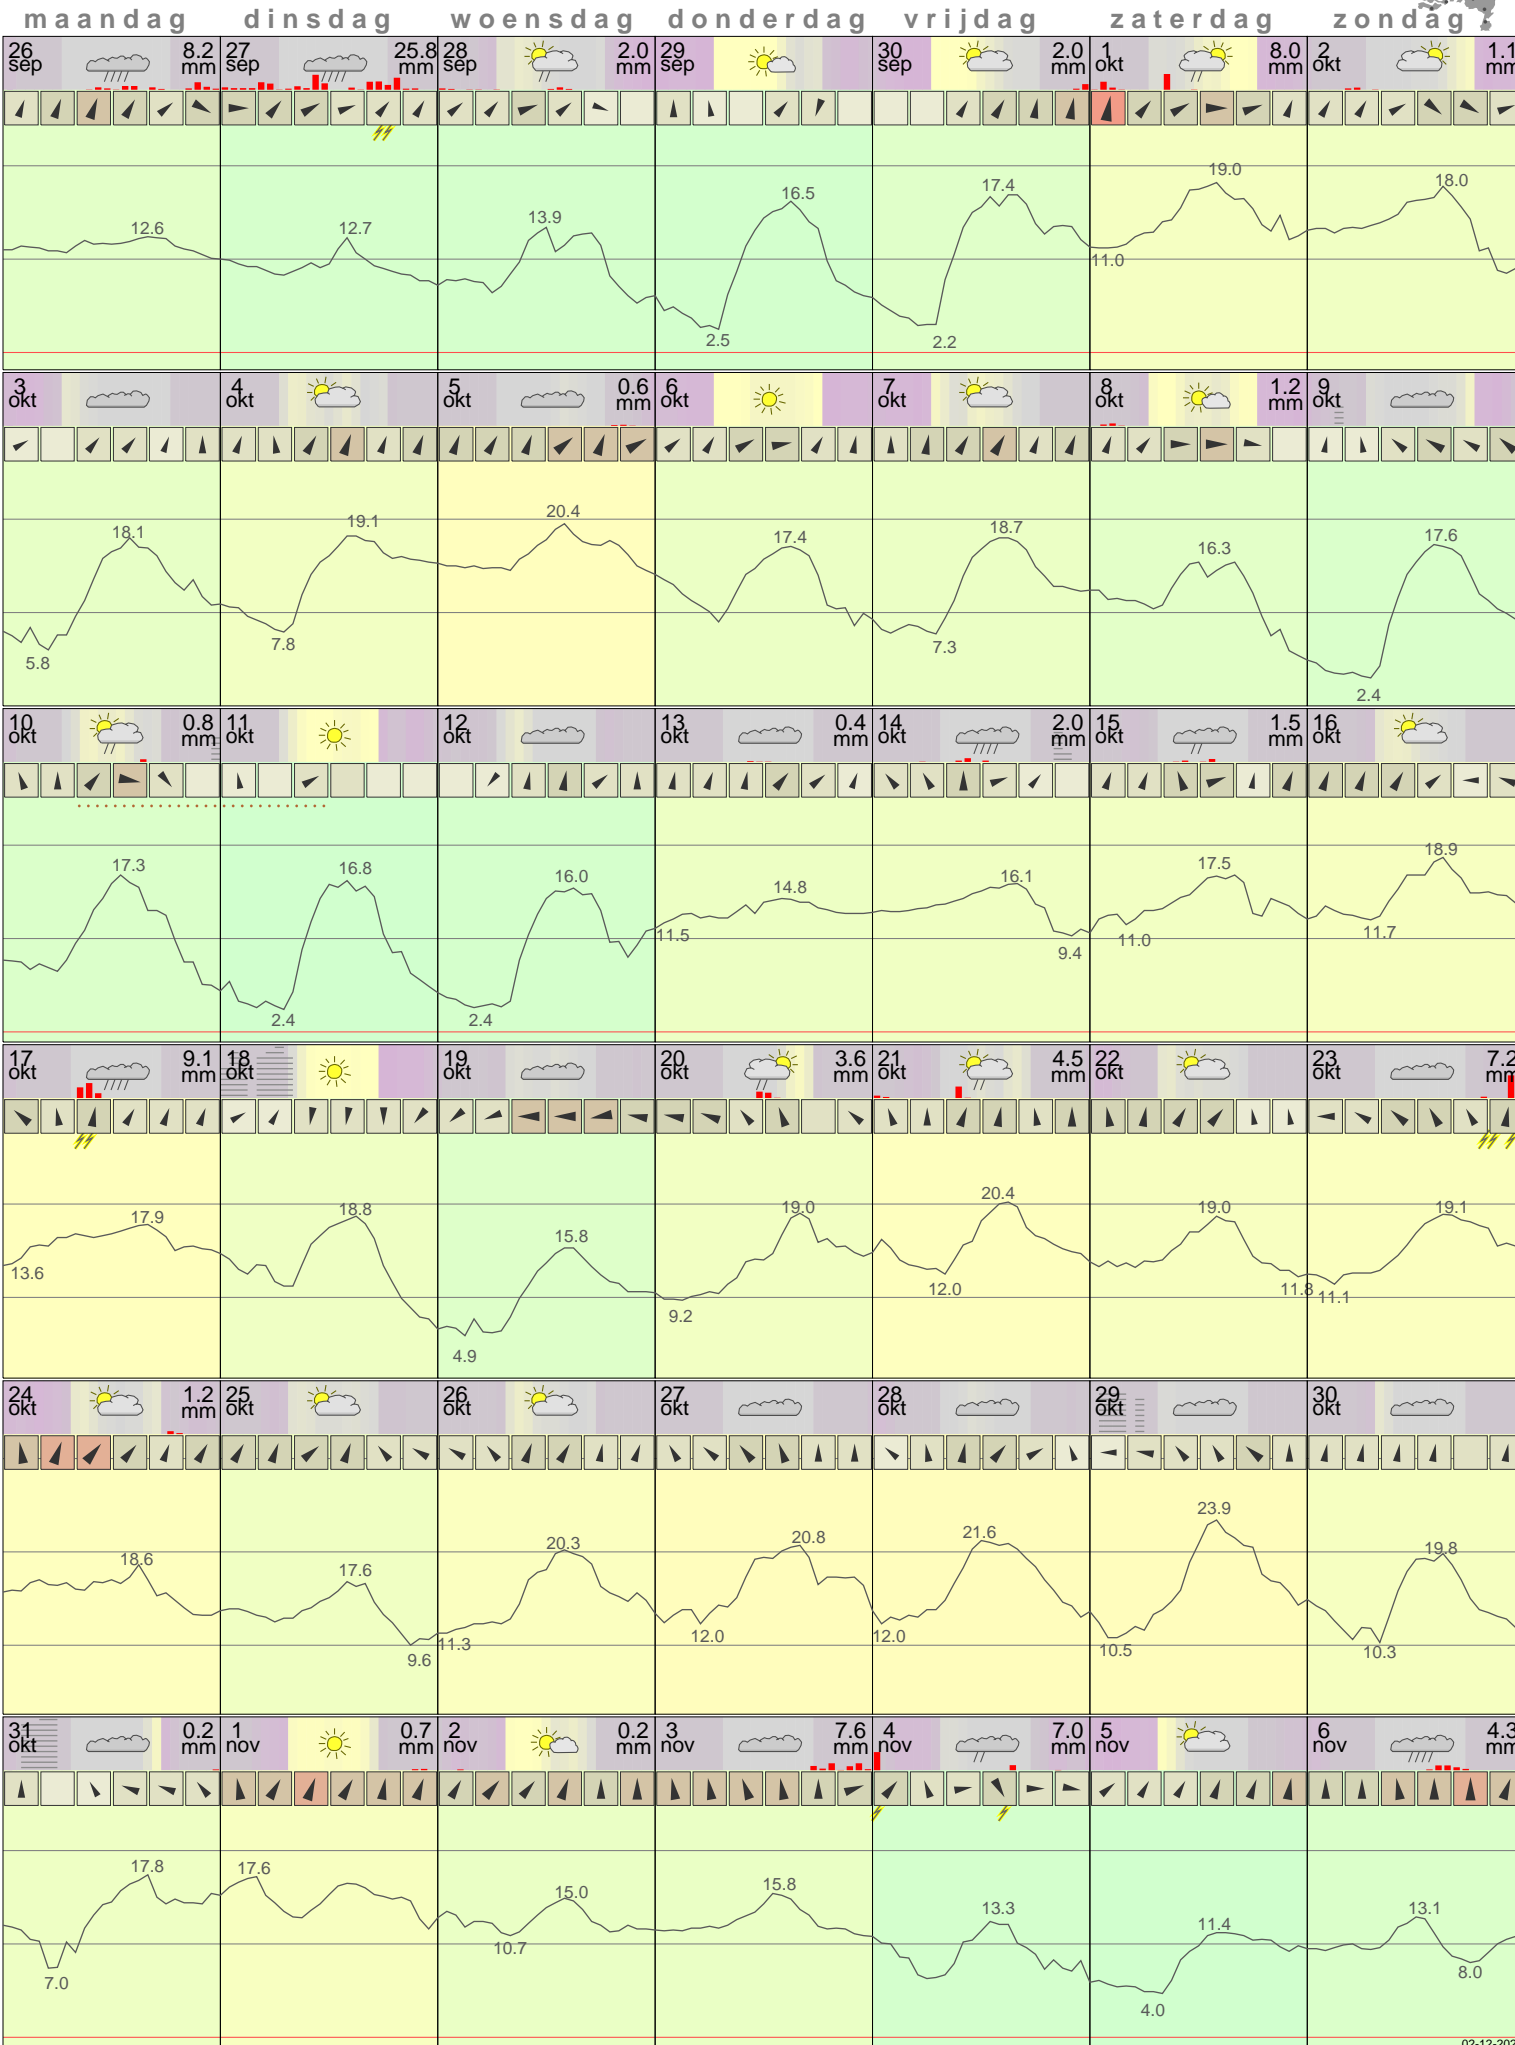 maandag dinsdag woensdag donderdag vrijdag zaterdag zondag
26 8.2 27 25.8 28 2.0 29 30 2.0 1 8.0 2 1.1
sep mm sep mm sep mm sep sep mm okt mm okt mm
12.6 12.7 13.9 16.5 17.4 19.0 18.0
11.0
2.5 2.2
3 4 5 0.6 6 7 8 1.2 9
okt okt okt mm okt okt okt mm okt
18.1 19.1 20.4 17.4 18.7 16.3 17.6
5.8 7.8 7.3 2.4
10 0.8 11 12 13 0.4 14 2.0 15 1.5 16
okt mm okt okt okt mm okt mm okt mm okt
17.3 16.8 16.0 14.8 16.1 17.5 18.9
11.5 9.4 11.0 11.7
2.4 2.4
17 9.1 18 19 20 3.6 21 4.5 22 23 7.2
okt mm okt okt okt mm okt mm okt okt mm
17.9 18.8 15.8 19.0 20.4 19.0 19.1
13.6 4.9 9.2 12.0 11.8 11.1
24 1.2 25 26 27 28 29 30
okt mm okt okt okt okt okt okt
18.6 17.6 20.3 20.8 21.6 23.9 19.8
9.6 11.3 12.0 12.0 10.5 10.3
31 0.2 1 0.7 2 0.2 3 7.6 4 7.0 5 6 4.3
okt mm nov mm nov mm nov mm nov mm nov nov mm
17.8 17.6 15.0 15.8 13.3 11.4 13.1
7.0 10.7 4.0 8.0